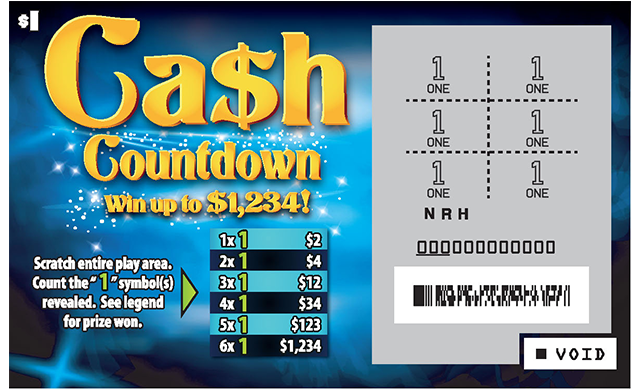 $1
Cash
Countdown
Win up to $1,234!
Scratch entire play area.
Count the "1" symbol(s)
revealed. See legend
for prize won.
1x 1 $2
2x 1 $4
3x 1 $12
4x 1 $34
5x 1 $123
6x 1 $1,234
1 1
ONE ONE
1 1
ONE ONE
1 1
ONE ONE
NRH
0000000000000
VOID